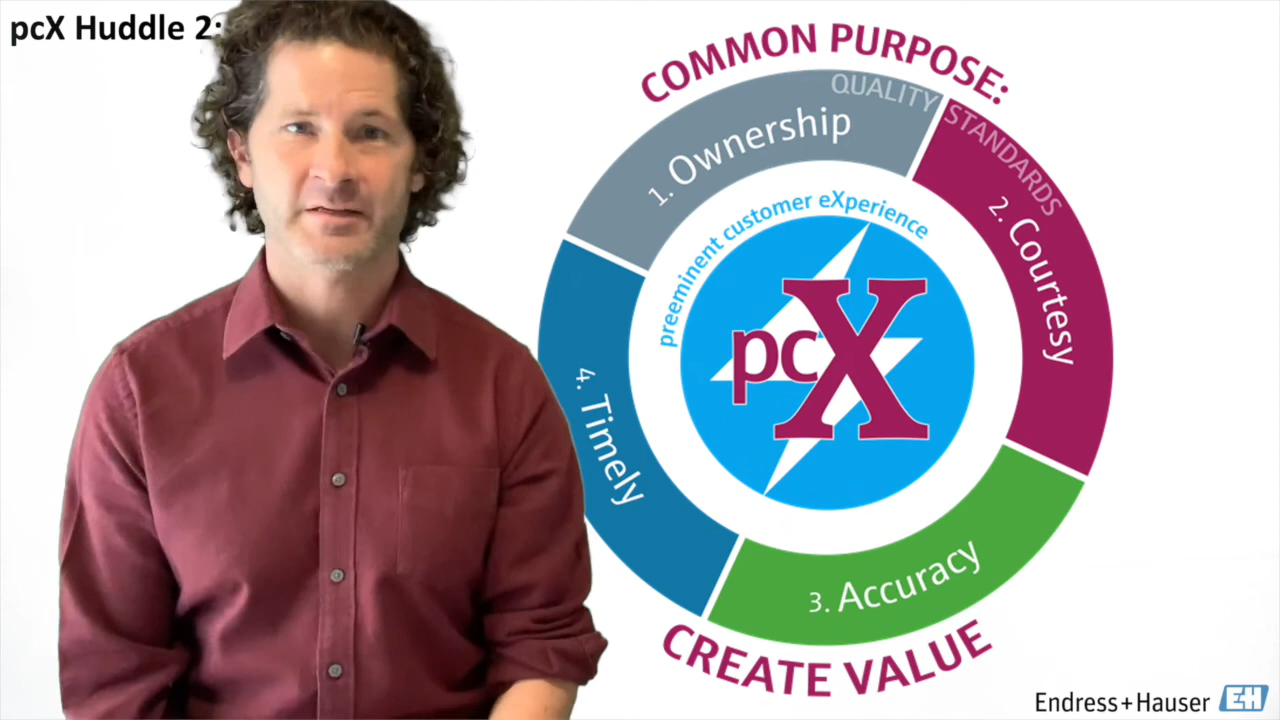 pcX Huddle 2:
COMMON PURPOSE:
QUALITY
STANDARDS
1. Ownership
2. Courtesy
preeminent customer eXperience
pcX
4. Timely
3. Accuracy
CREATE VALUE
Endress+Hauser EH